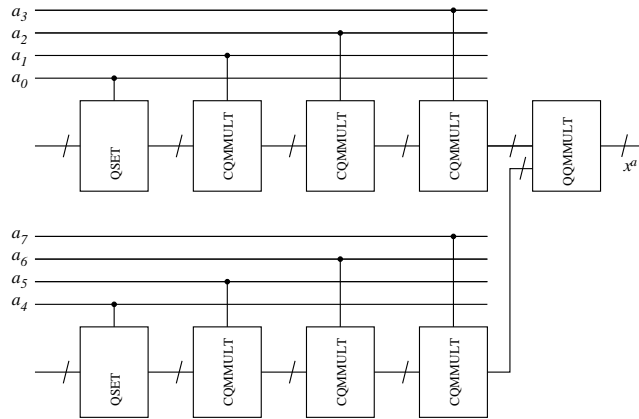 a3
a2
a1
a0
QSET
CQMMULT
CQMMULT
CQMMULT
QQMMULT
x^a
a7
a6
a5
a4
QSET
CQMMULT
CQMMULT
CQMMULT